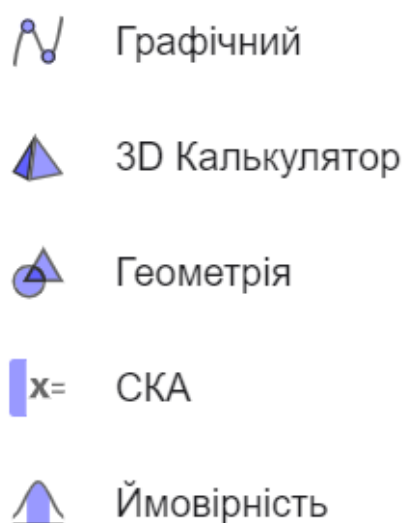 Графічний
3D Калькулятор
Геометрія
x=
СКА
Ймовірність